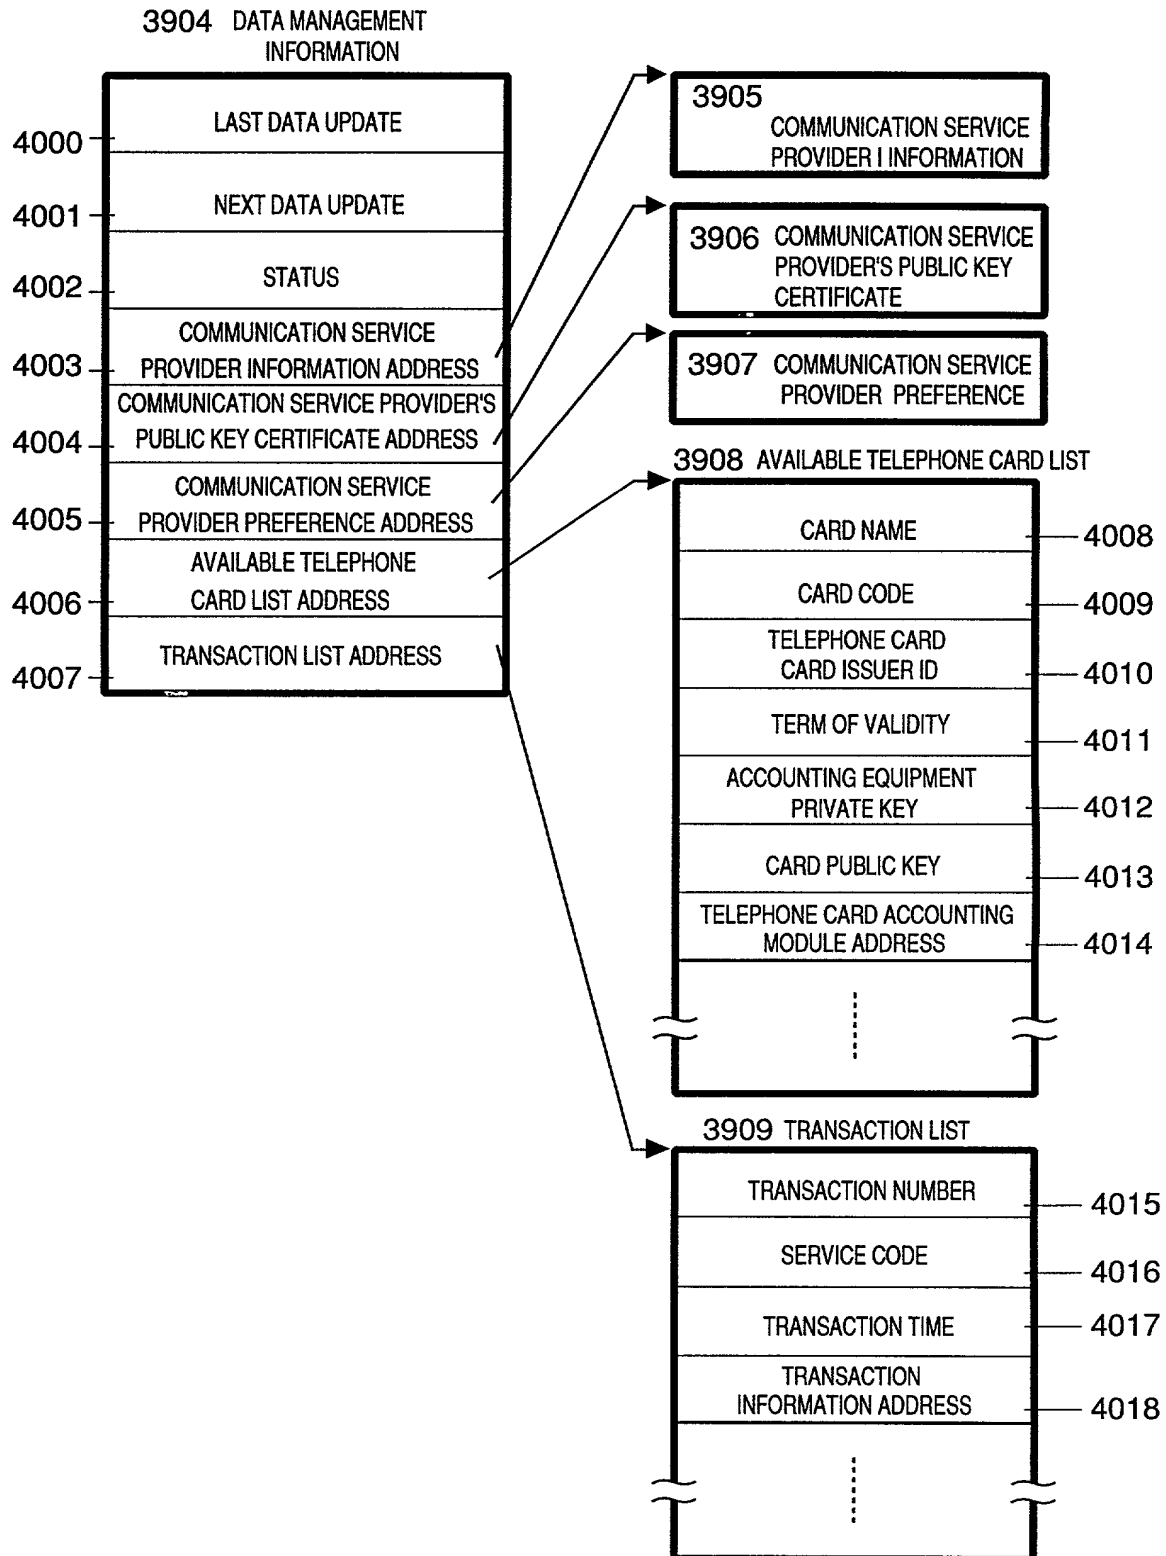 3904 DATA MANAGEMENT
INFORMATION
4000
LAST DATA UPDATE
4001
NEXT DATA UPDATE
4002
STATUS
4003
COMMUNICATION SERVICE
PROVIDER INFORMATION ADDRESS
4004
COMMUNICATION SERVICE PROVIDER'S
PUBLIC KEY CERTIFICATE ADDRESS
4005
COMMUNICATION SERVICE
PROVIDER PREFERENCE ADDRESS
4006
AVAILABLE TELEPHONE
CARD LIST ADDRESS
4007
TRANSACTION LIST ADDRESS
3905
COMMUNICATION SERVICE
PROVIDER I INFORMATION
3906 COMMUNICATION SERVICE
PROVIDER'S PUBLIC KEY
CERTIFICATE
3907 COMMUNICATION SERVICE
PROVIDER PREFERENCE
3908 AVAILABLE TELEPHONE CARD LIST
CARD NAME
4008
CARD CODE
4009
TELEPHONE CARD
CARD ISSUER ID
4010
TERM OF VALIDITY
4011
ACCOUNTING EQUIPMENT
PRIVATE KEY
4012
CARD PUBLIC KEY
4013
TELEPHONE CARD ACCOUNTING
MODULE ADDRESS
4014
3909 TRANSACTION LIST
TRANSACTION NUMBER
4015
SERVICE CODE
4016
TRANSACTION TIME
4017
TRANSACTION
INFORMATION ADDRESS
4018